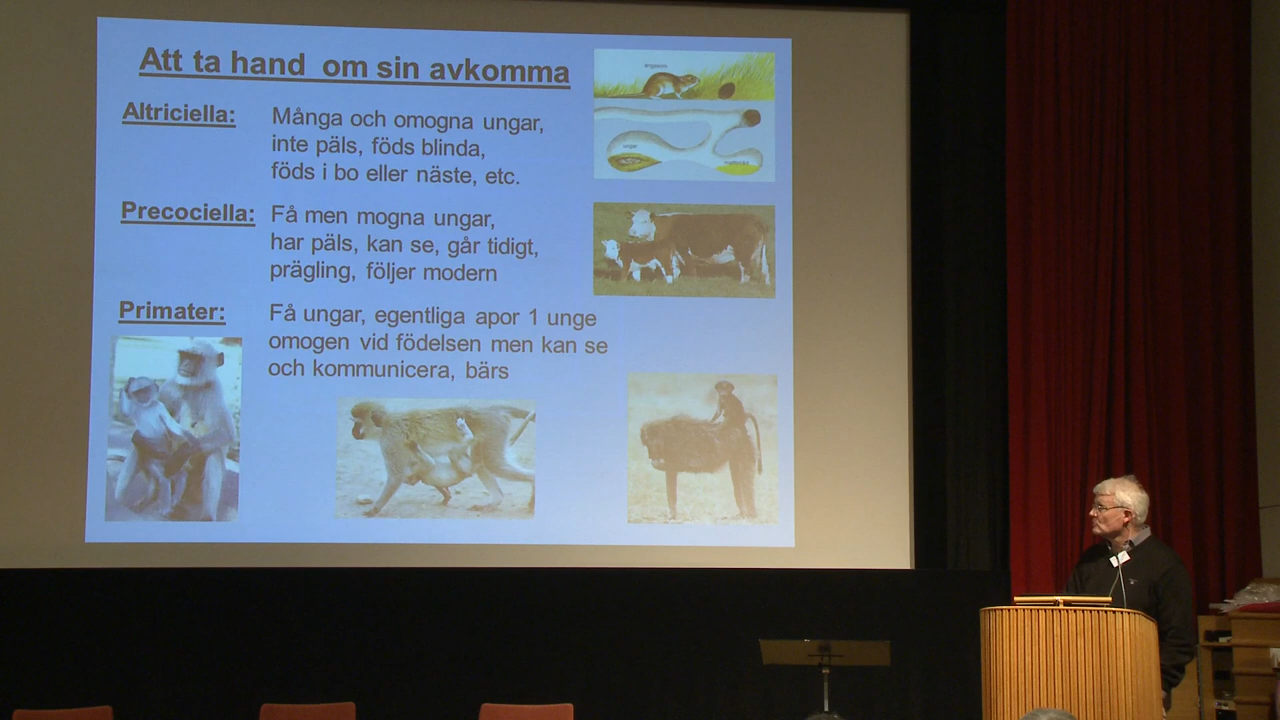 Att ta hand om sin avkomma
Altriciella:
Många och omogna ungar,
inte päls, föds blinda,
föds i bo eller näste, etc.
Precociella:
Få men mogna ungar,
har päls, kan se, går tidigt,
prägling, följer modern
Primater:
Få ungar, egentliga apor 1 unge
omogen vid födelsen men kan se
och kommunicera, bärs
ungar